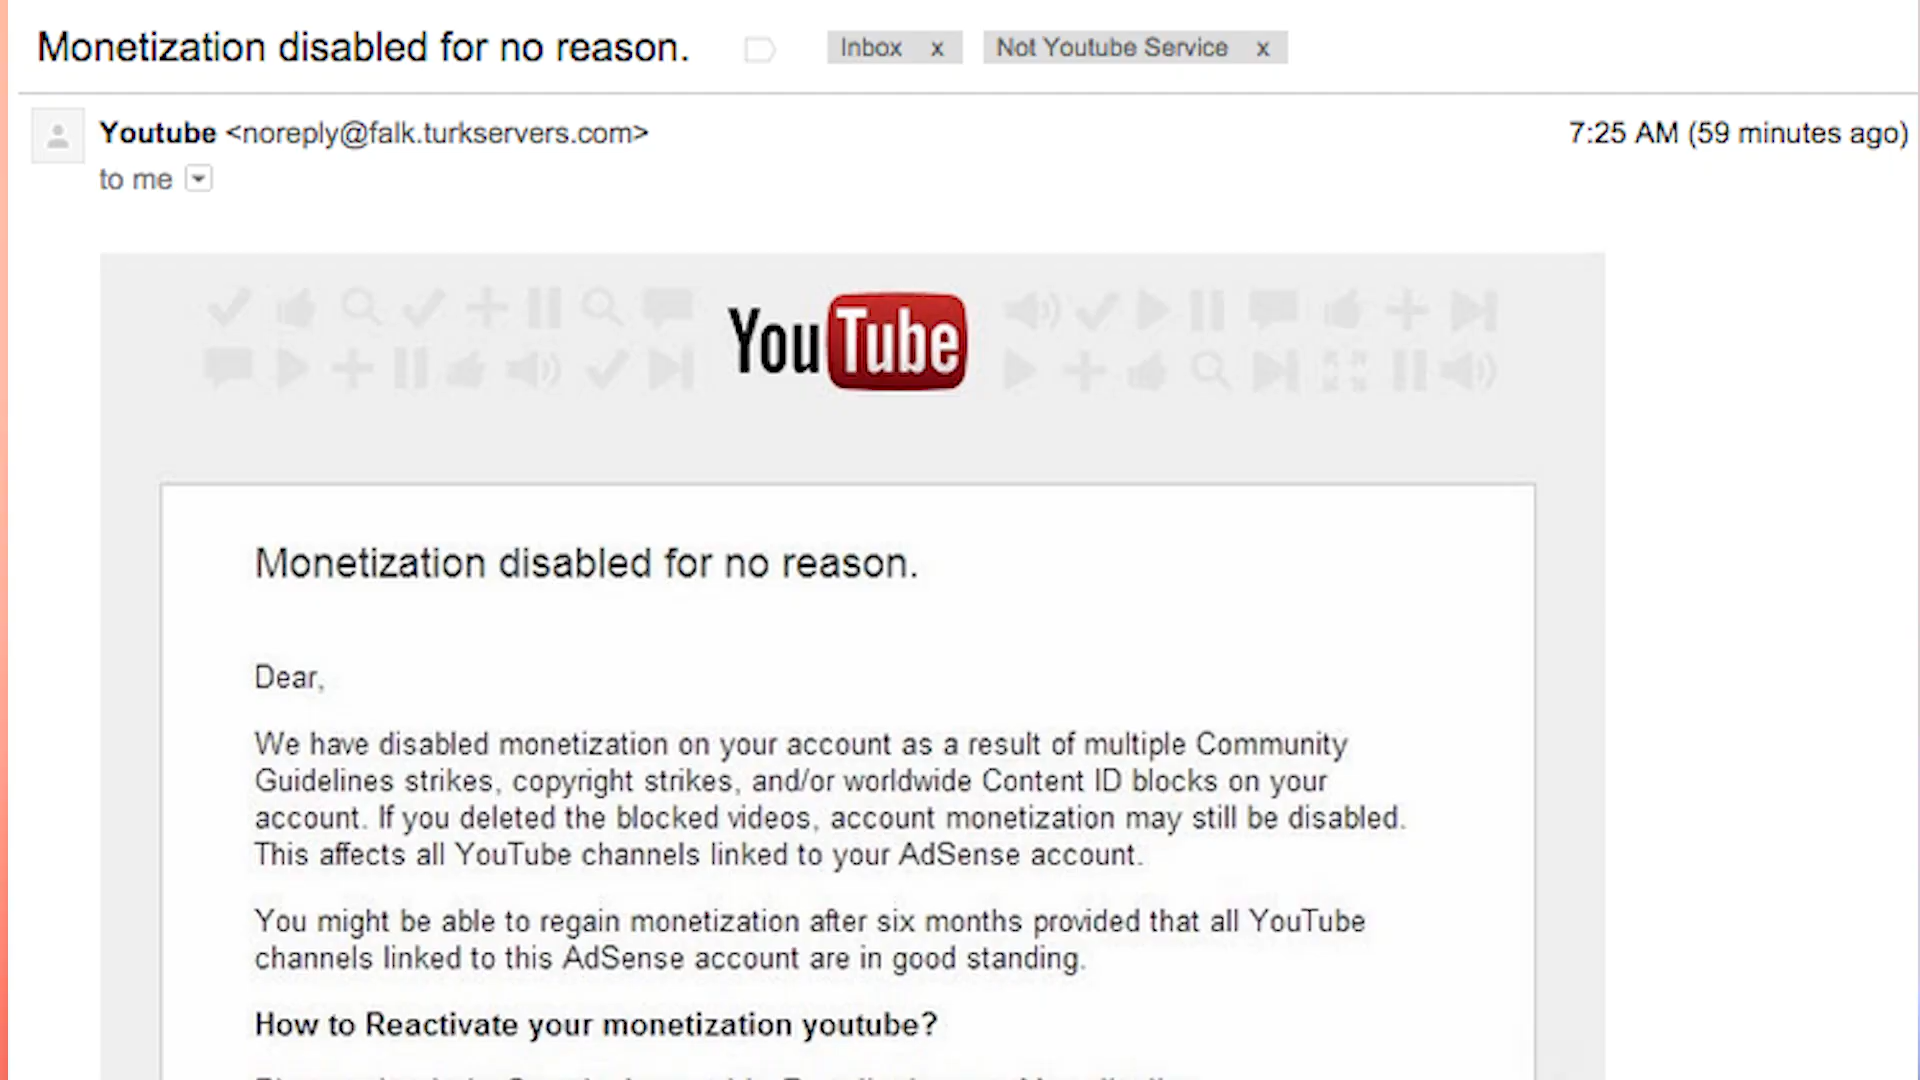 Monetization disabled for no reason.
Inbox x
Not Youtube Service x
Youtube <noreply@falk.turkservers.com>
7:25 AM (59 minutes ago)
to me
YouTube
Monetization disabled for no reason.
Dear,
We have disabled monetization on your account as a result of multiple Community
Guidelines strikes, copyright strikes, and/or worldwide Content ID blocks on your
account. If you deleted the blocked videos, account monetization may still be disabled.
This affects all YouTube channels linked to your AdSense account.
You might be able to regain monetization after six months provided that all YouTube
channels linked to this AdSense account are in good standing.
How to Reactivate your monetization youtube?